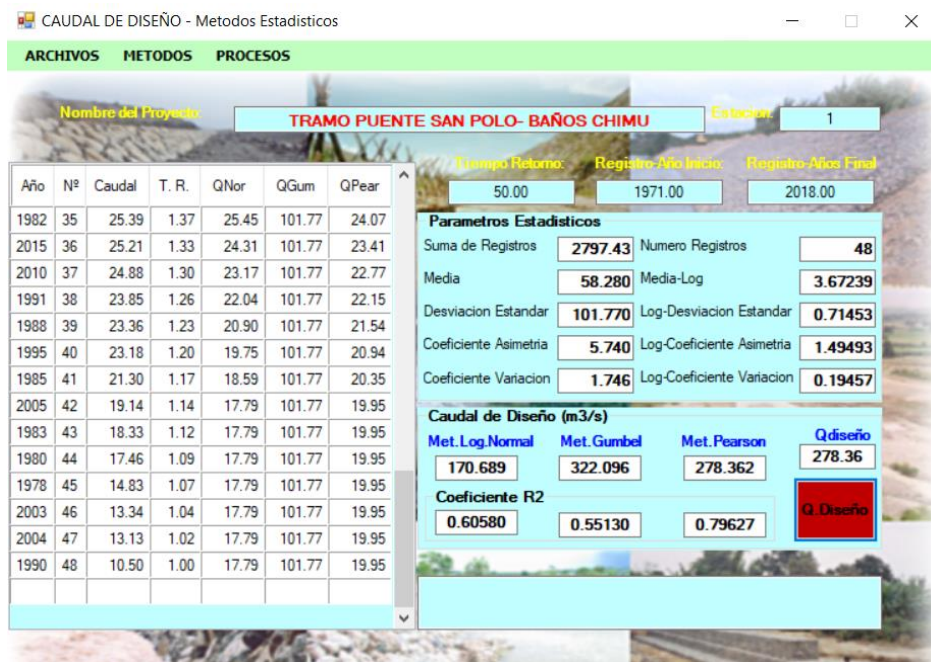 CAUDAL DE DISEÑO - Metodos Estadisticos
ARCHIVOS METODOS PROCESOS
Nombre del Proyecto: TRAMO PUENTE SAN POLO- BAÑOS CHIMU Estacion: 1
Tiempo Retorno: Registro-Año Inicio: Registro-Años Final
50.00 1971.00 2018.00
Año Nº Caudal T. R. QNor QGum QPear
1982 35 25.39 1.37 25.45 101.77 24.07
2015 36 25.21 1.33 24.31 101.77 23.41
2010 37 24.88 1.30 23.17 101.77 22.77
1991 38 23.85 1.26 22.04 101.77 22.15
1988 39 23.36 1.23 20.90 101.77 21.54
1995 40 23.18 1.20 19.75 101.77 20.94
1985 41 21.30 1.17 18.59 101.77 20.35
2005 42 19.14 1.14 17.79 101.77 19.95
1983 43 18.33 1.12 17.79 101.77 19.95
1980 44 17.46 1.09 17.79 101.77 19.95
1978 45 14.83 1.07 17.79 101.77 19.95
2003 46 13.34 1.04 17.79 101.77 19.95
2004 47 13.13 1.02 17.79 101.77 19.95
1990 48 10.50 1.00 17.79 101.77 19.95
Parametros Estadisticos
Suma de Registros 2797.43 Numero Registros 48
Media 58.280 Media-Log 3.67239
Desviacion Estandar 101.770 Log-Desviacion Estandar 0.71453
Coeficiente Asimetria 5.740 Log-Coeficiente Asimetria 1.49493
Coeficiente Variacion 1.746 Log-Coeficiente Variacion 0.19457
Caudal de Diseño (m3/s)
Met.Log.Normal Met.Gumbel Met.Pearson Qdiseño
170.689 322.096 278.362 278.36
Coeficiente R2
0.60580 0.55130 0.79627
Q.Diseño